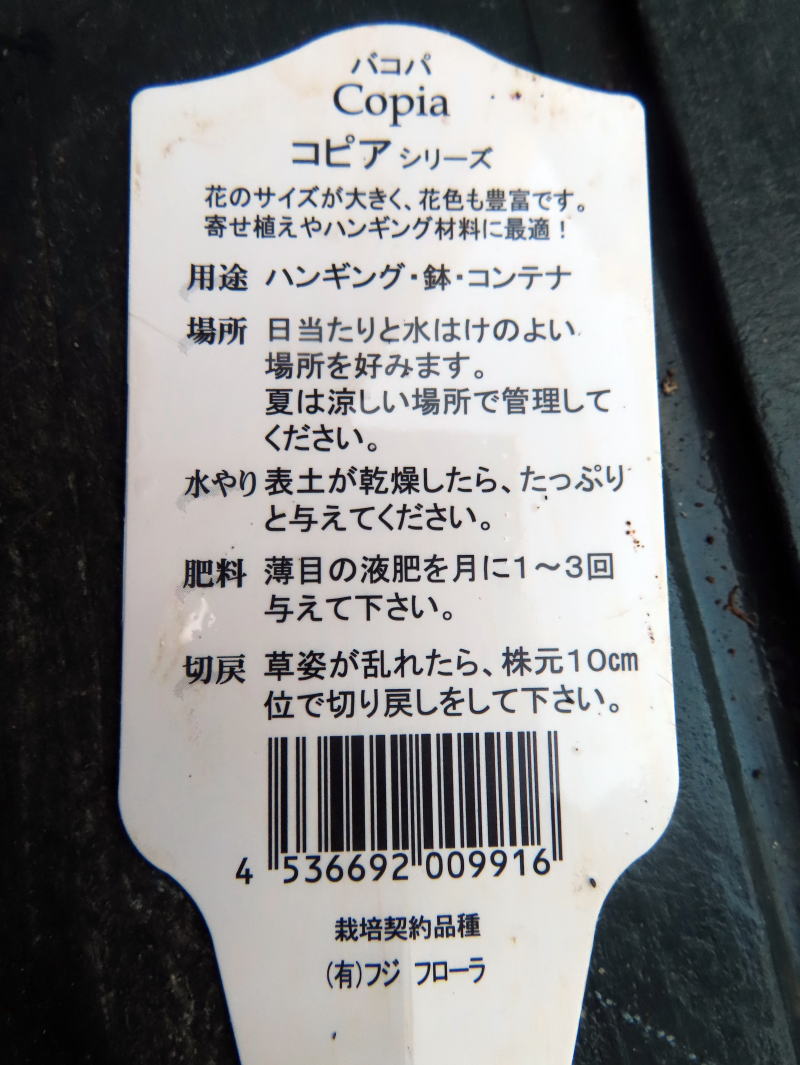 バコパ
Copia
コピア シリーズ
花のサイズが大きく、花色も豊富です。
寄せ植えやハンギング材料に最適！
用途 ハンギング・鉢・コンテナ
場所 日当たりと水はけのよい
場所を好みます。
夏は涼しい場所で管理して
ください。
水やり 表土が乾燥したら、たっぷり
と与えてください。
肥料 薄目の液肥を月に1～3回
与えて下さい。
切戻 草姿が乱れたら、株元10cm
位で切り戻しをして下さい。
4 536692 009916
栽培契約品種
(有)フジ フローラ